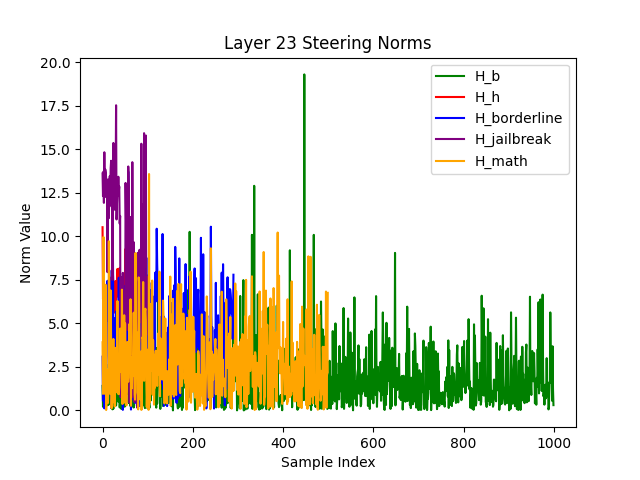 Layer 23 Steering Norms
H_b
H_h
H_borderline
H_jailbreak
H_math
Norm Value
20.0
17.5
15.0
12.5
10.0
7.5
5.0
2.5
0.0
0
200
400
600
800
1000
Sample Index